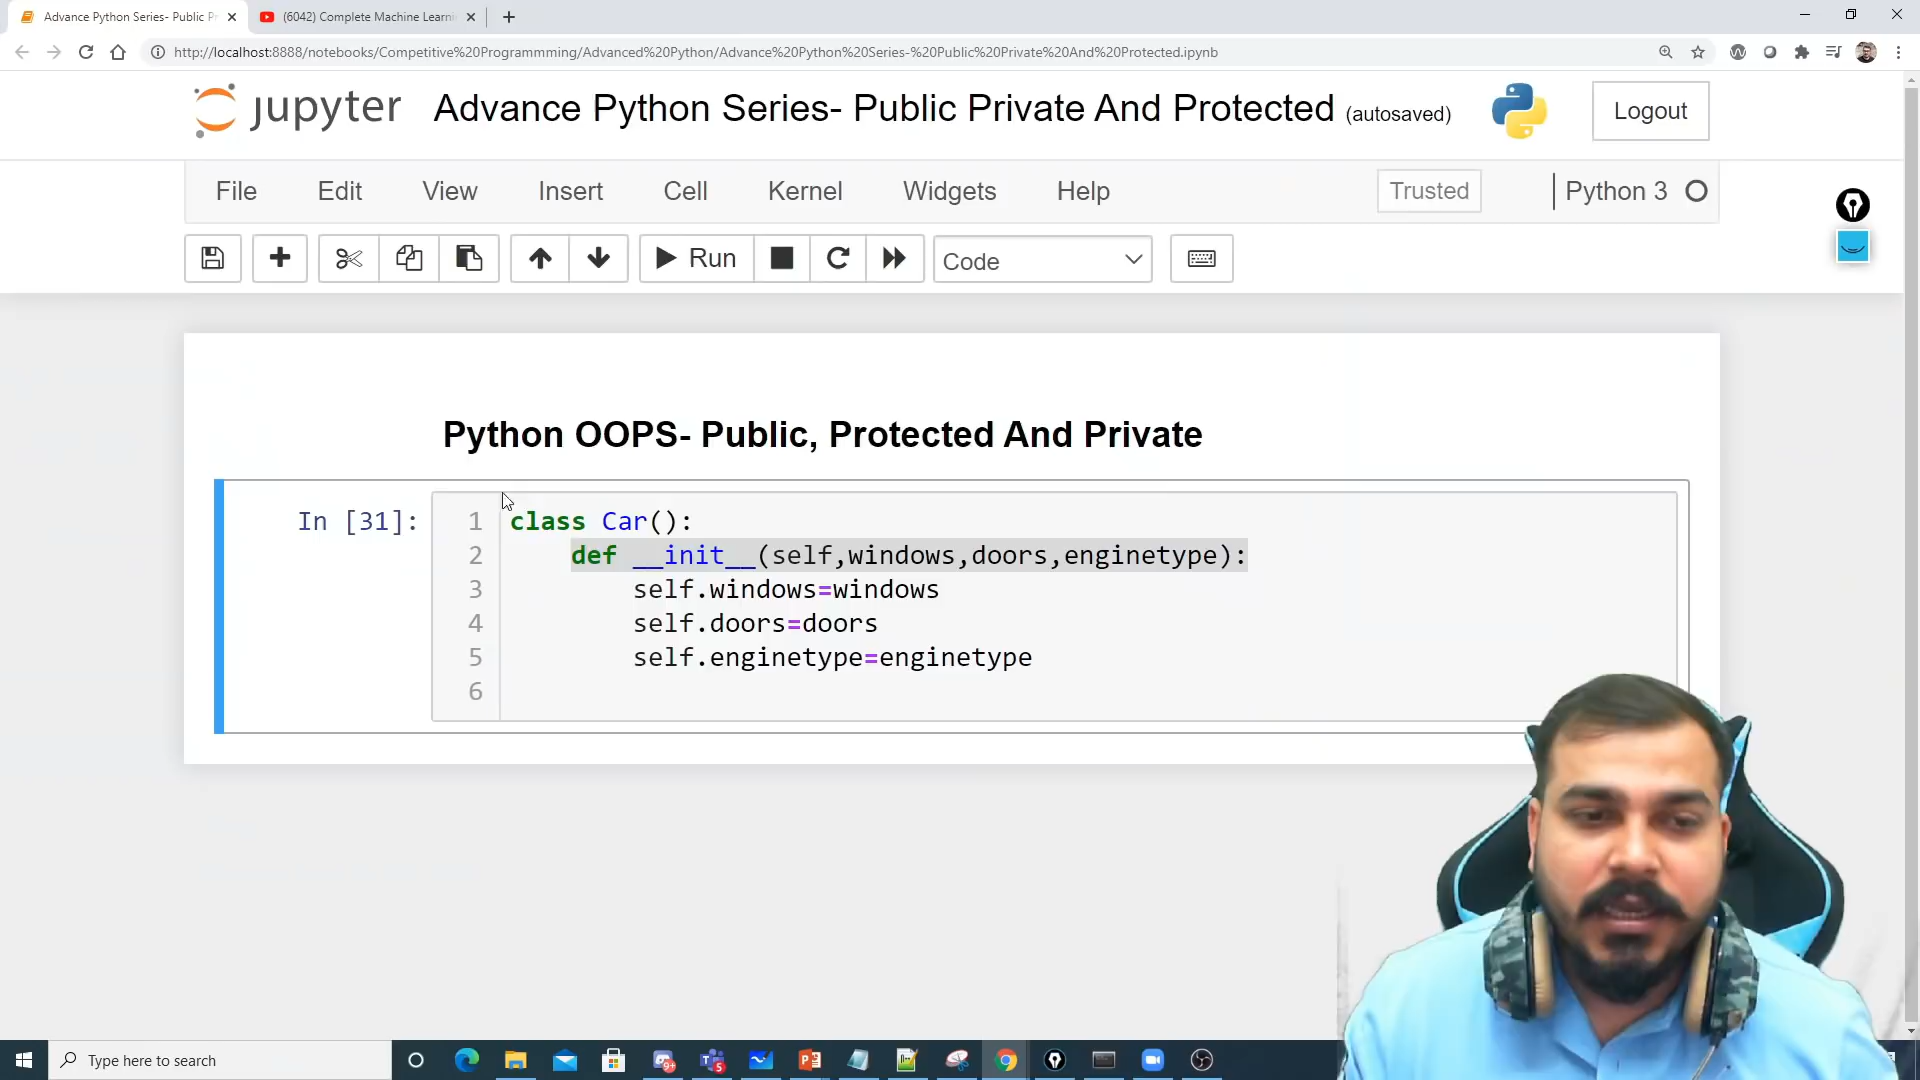 Advance Python Series- Public Pr
(6042) Complete Machine Learni
http://localhost:8888/notebooks/Competitive%20Programmming/Advanced%20Python/Advance%20Python%20Series-%20Public%20Private%20And%20Protected.ipynb
jupyter Advance Python Series- Public Private And Protected (autosaved) Logout
File Edit View Insert Cell Kernel Widgets Help Trusted Python 3
Run Code
Python OOPS- Public, Protected And Private
In [31]: 1 class Car():
2 def __init__(self,windows,doors,enginetype):
3 self.windows=windows
4 self.doors=doors
5 self.enginetype=enginetype
6
Type here to search